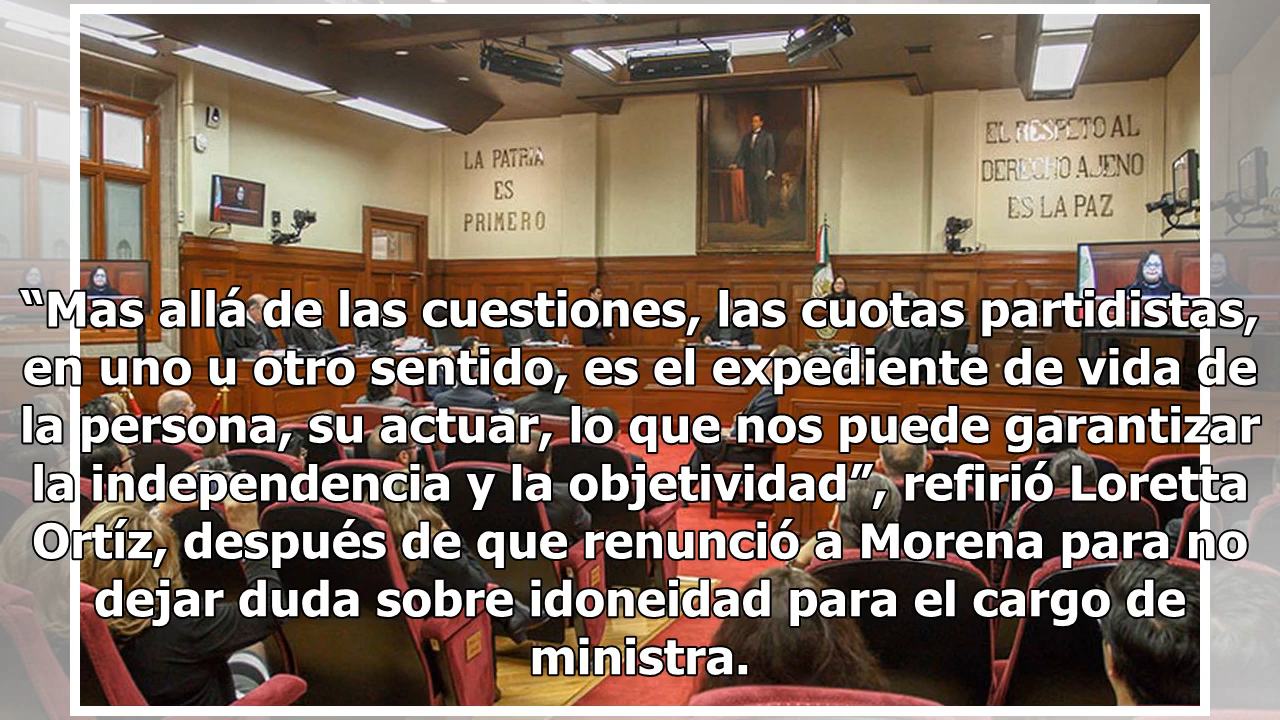 LA PATRIA
ES
PRIMERO
EL RESPETO AL
DERECHO AJENO
ES LA PAZ
“Mas allá de las cuestiones, las cuotas partidistas,
en uno u otro sentido, es el expediente de vida de
la persona, su actuar, lo que nos puede garantizar
la independencia y la objetividad”, refirió Loretta
Ortíz, después de que renunció a Morena para no
dejar duda sobre idoneidad para el cargo de
ministra.